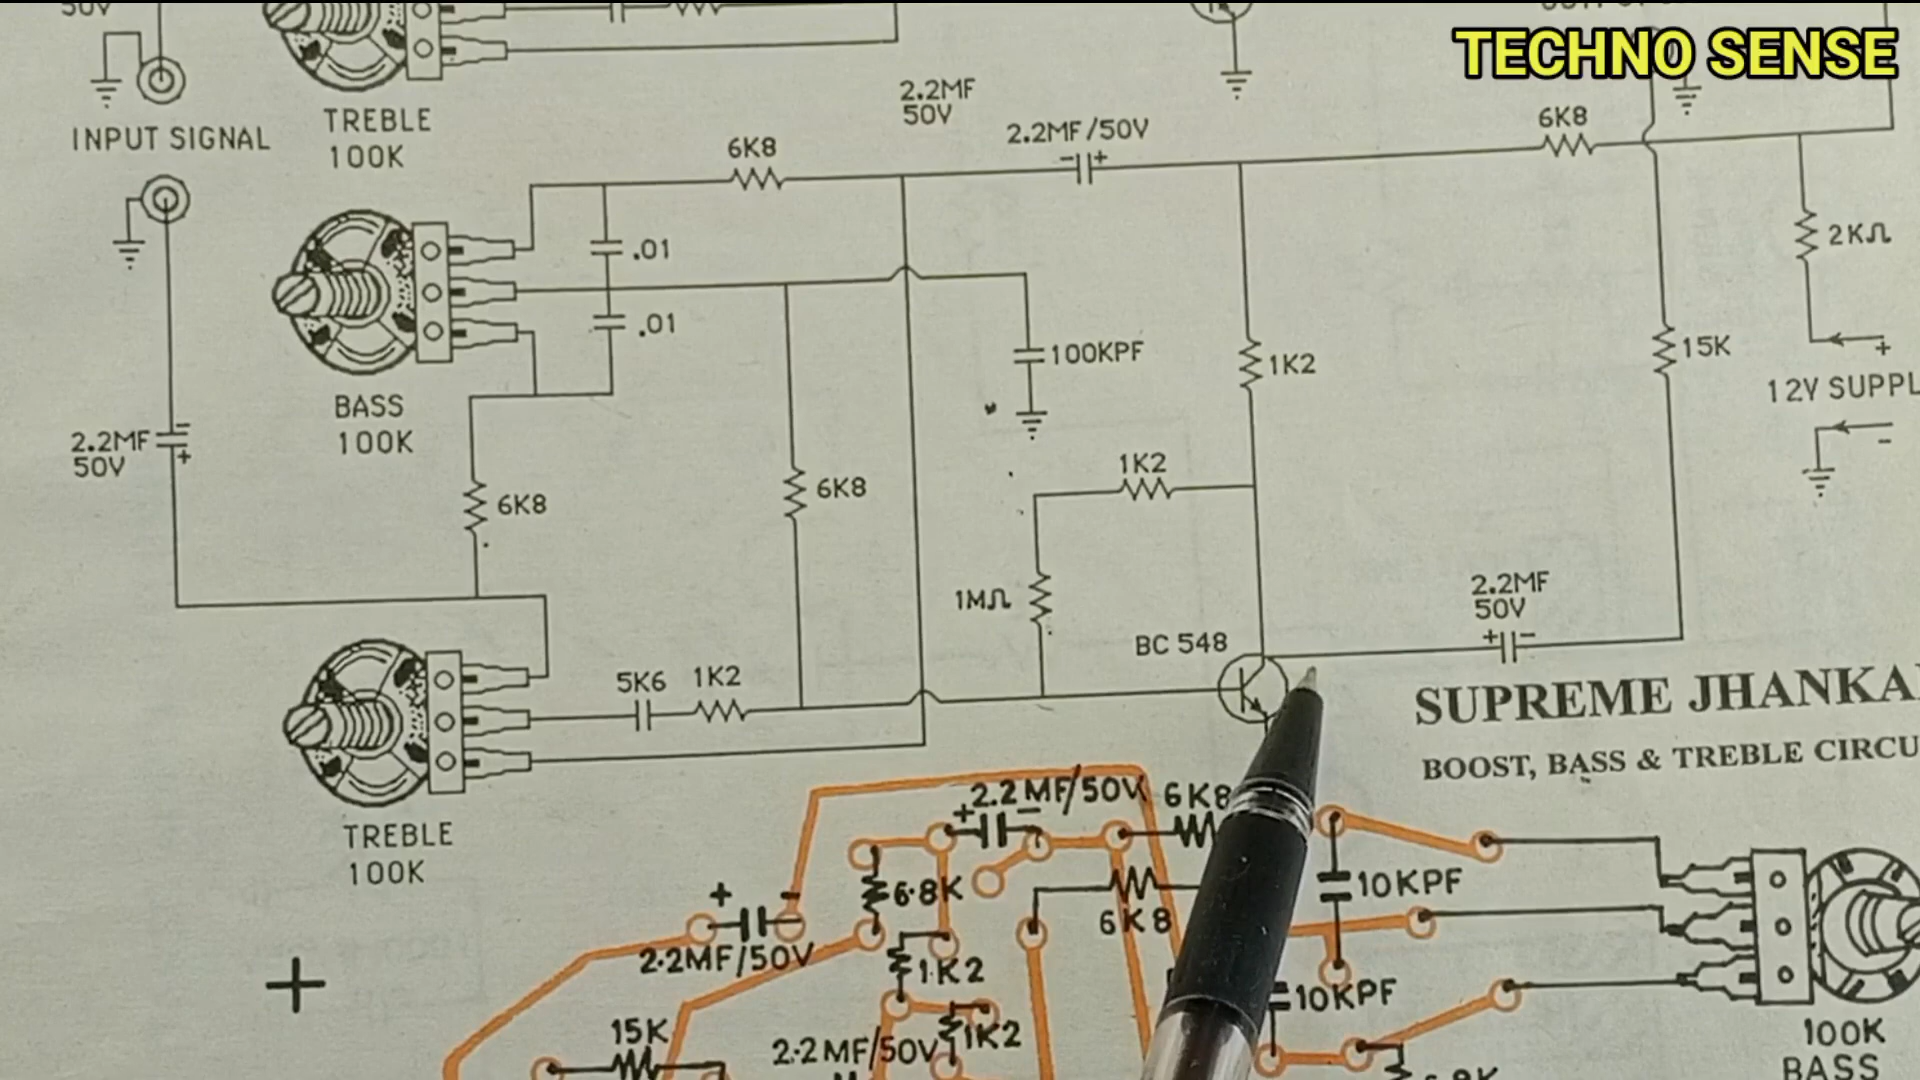 50V
TECHNO SENSE
INPUT SIGNAL
TREBLE
100K
2.2MF
50V
6K8
2.2MF/50V
- +
6K8
.01
.01
2KΩ
100KPF
1K2
15K
+
12V SUPPL
-
BASS
100K
2.2MF
50V
-
+
6K8
6K8
1K2
1MΩ
BC 548
2.2MF
50V
+ -
5K6
1K2
SUPREME JHANKA
BOOST, BASS & TREBLE CIRCU
TREBLE
100K
2.2MF/50V
+ -
6K8
6.8K
10KPF
+ -
2.2MF/50V
6K8
1K2
10KPF
+
15K
2.2MF/50V
1K2
100K
BASS